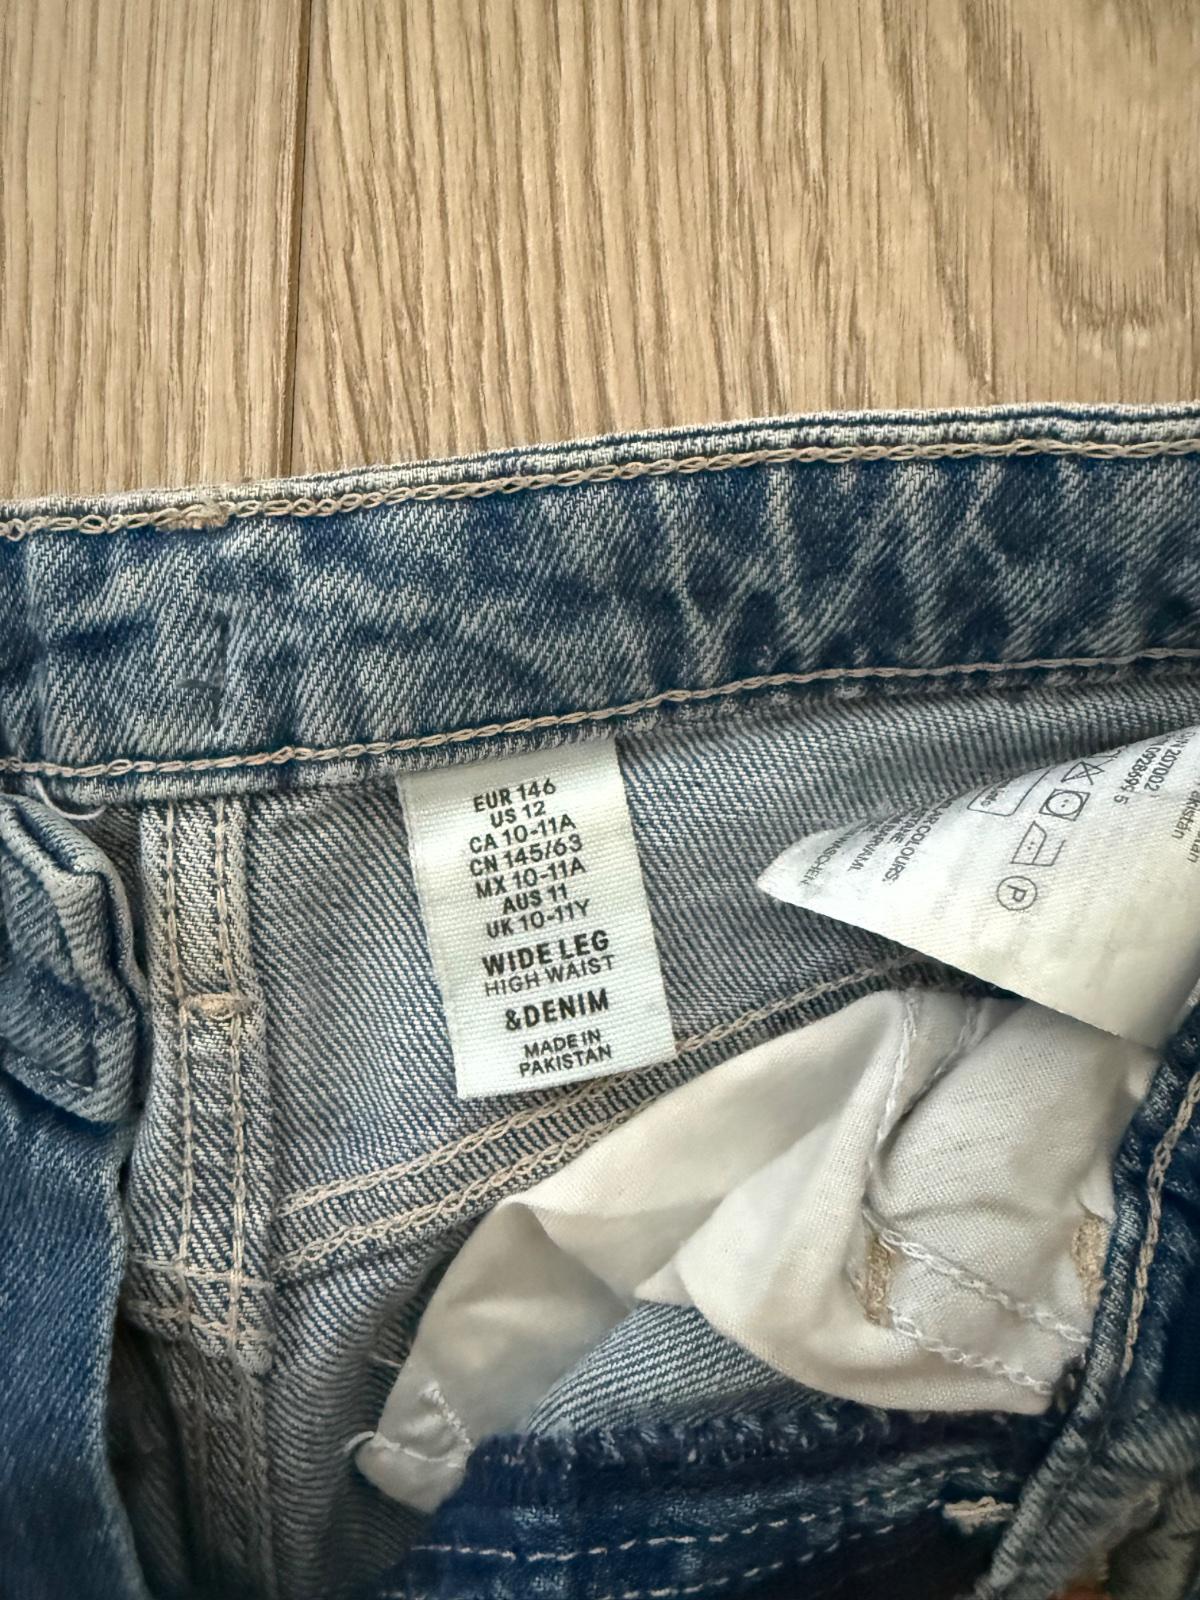 EUR 146
US 12
CA 10-11A
CN 145/63
MX 10-11A
AUS 11
UK 10-11Y
WIDE LEG
HIGH WAIST
&DENIM
MADE IN
PAKISTAN
P